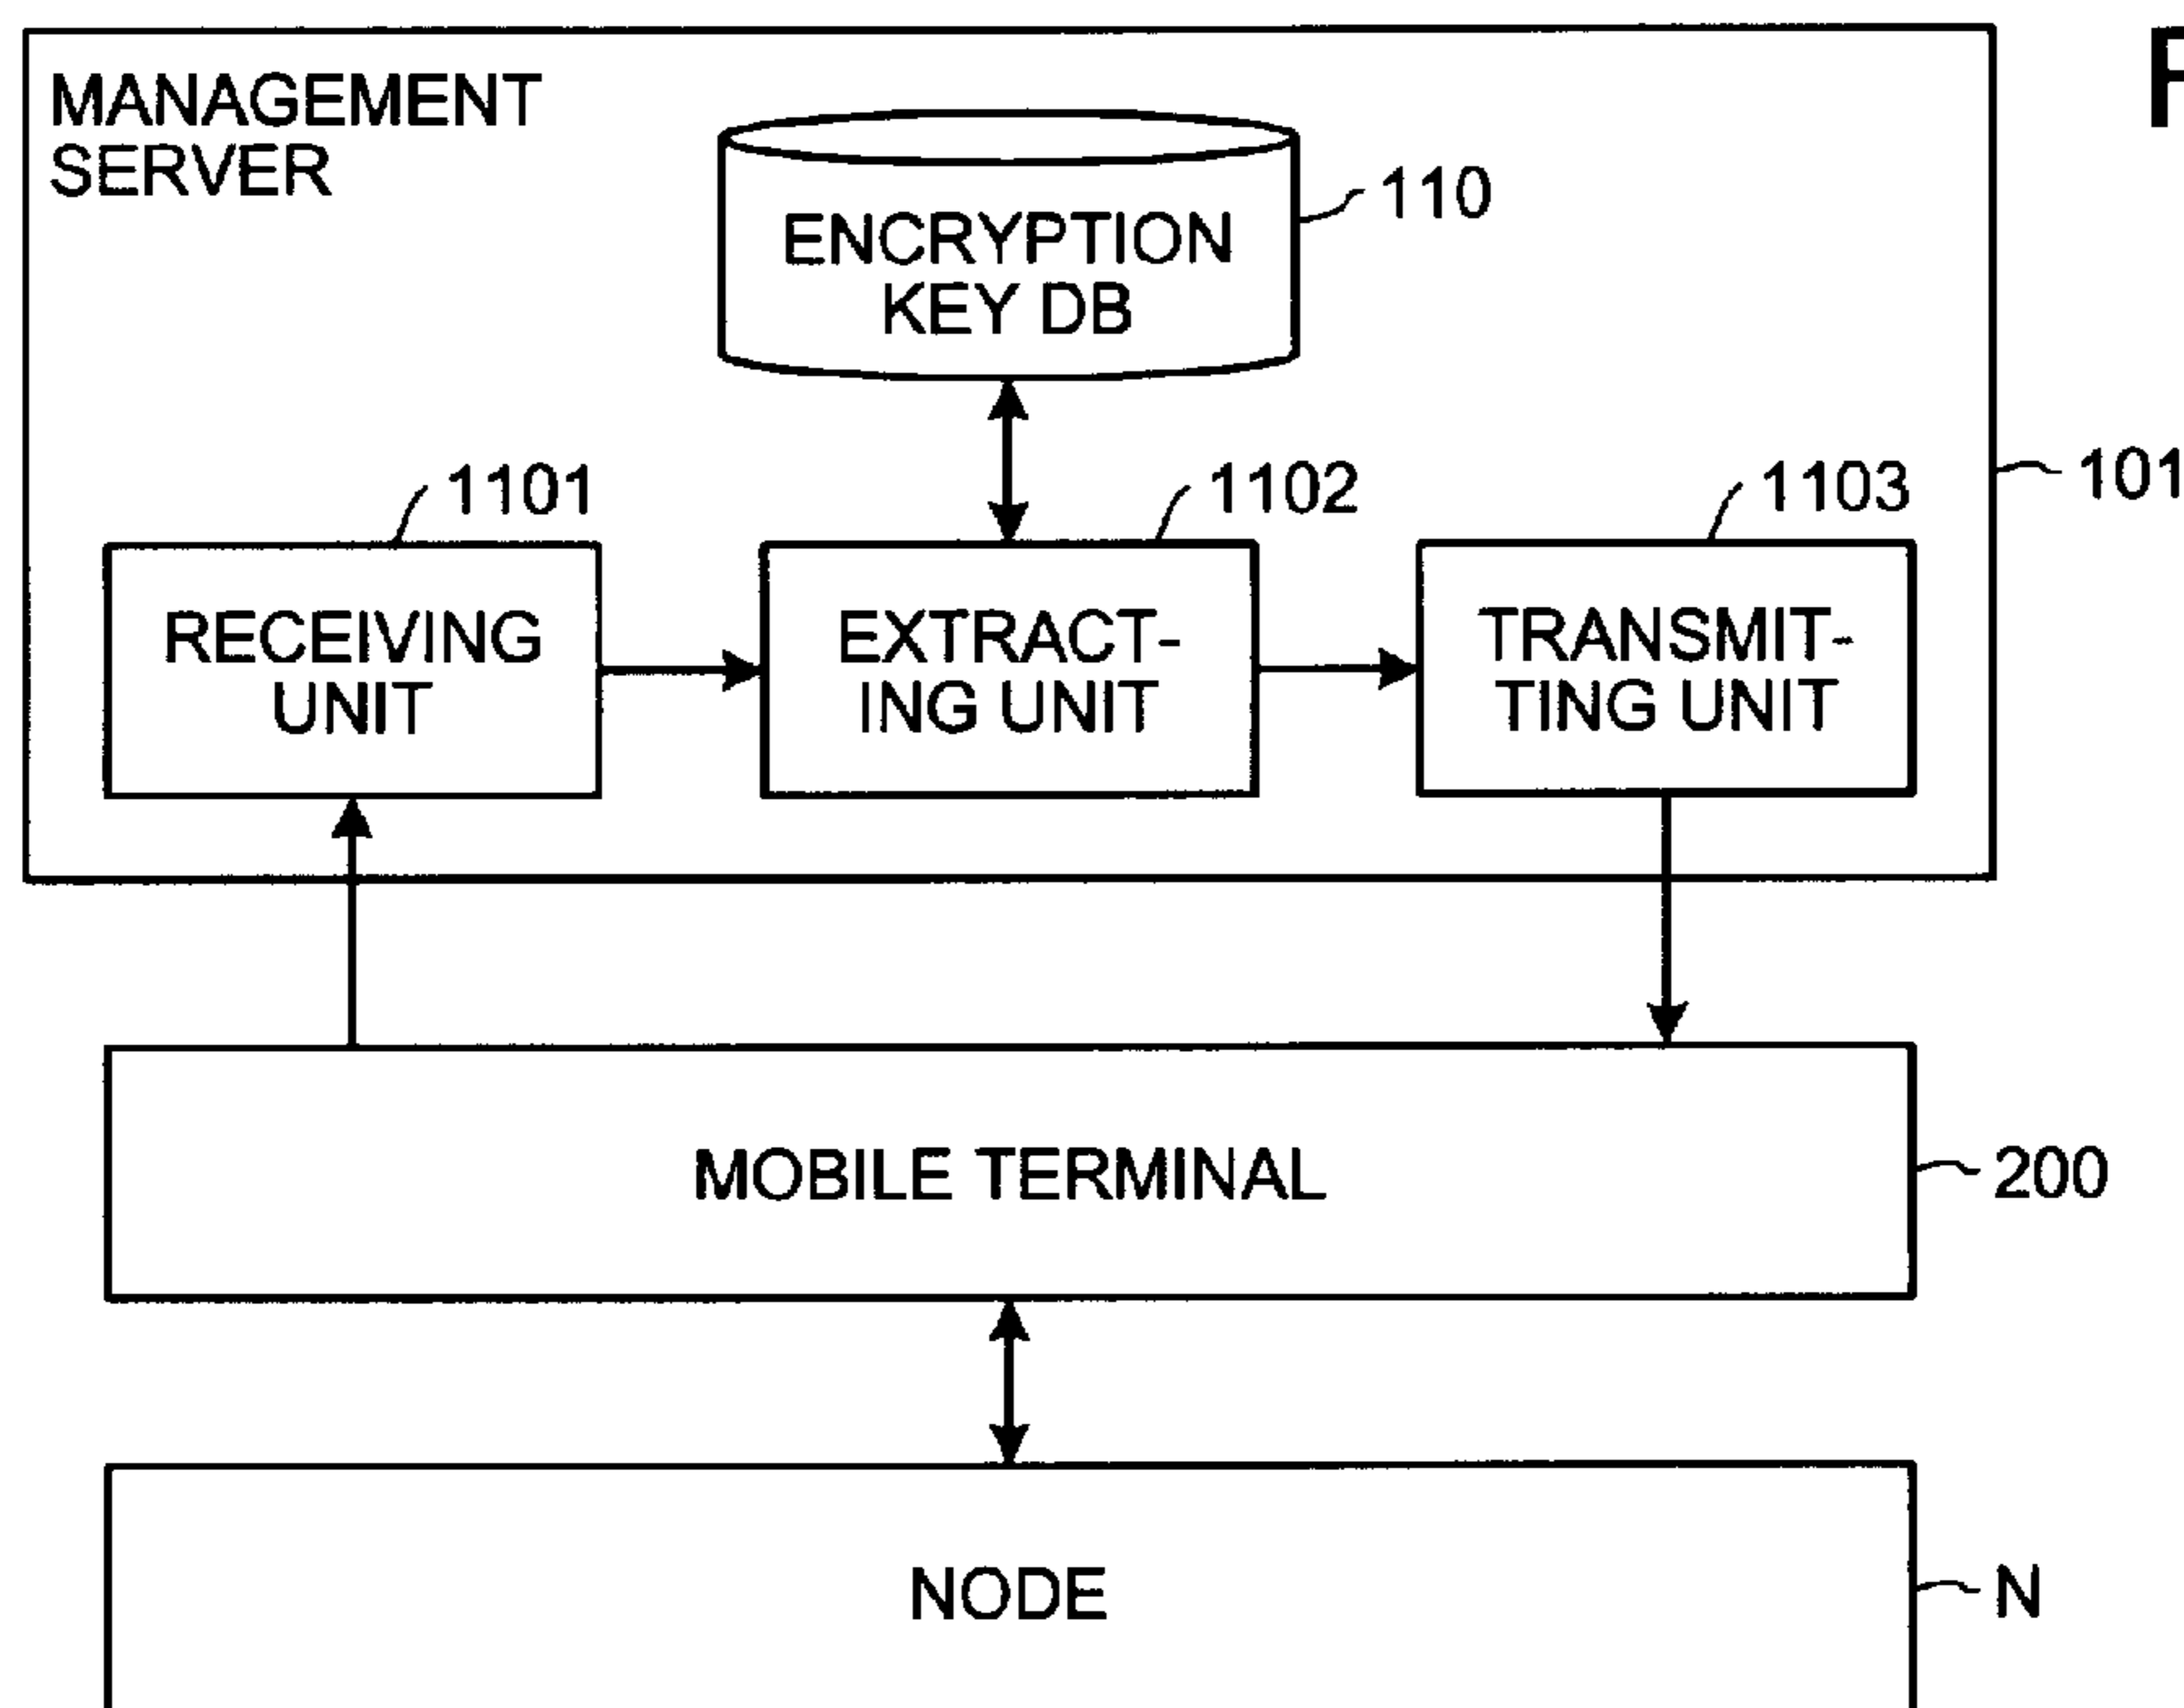 MANAGEMENT
SERVER
ENCRYPTION
KEY DB
110
101
1101
1102
1103
RECEIVING
UNIT
EXTRACT-
ING UNIT
TRANSMIT-
TING UNIT
MOBILE TERMINAL
200
NODE
N